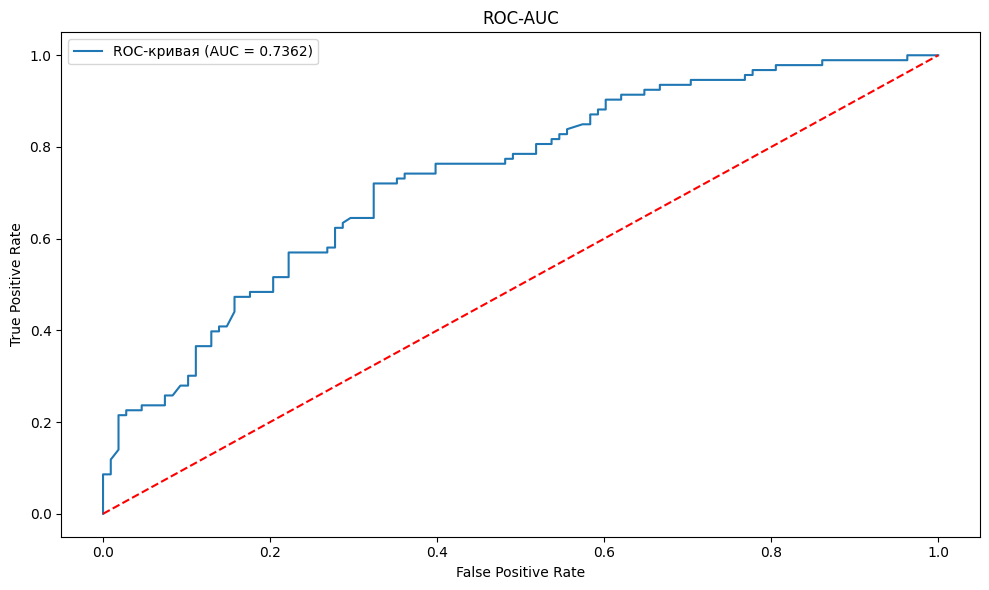 ROC-AUC
ROC-кривая (AUC = 0.7362)
1.0
0.8
0.6
0.4
0.2
0.0
True Positive Rate
0.0 0.2 0.4 0.6 0.8 1.0
False Positive Rate